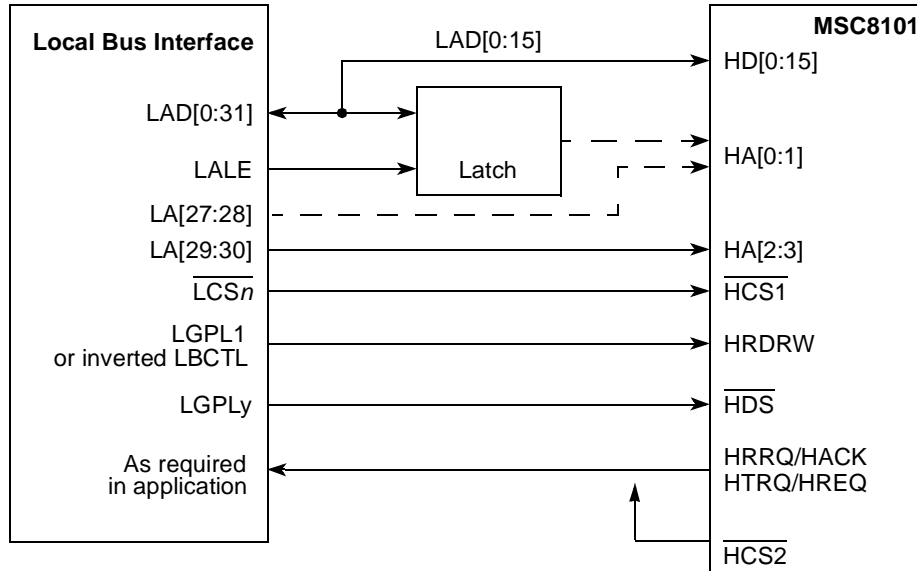 MSC8101
Local Bus Interface
LAD[0:15]
HD[0:15]
LAD[0:31]
HA[0:1]
LALE
Latch
LA[27:28]
LA[29:30]
HA[2:3]
LCSn
HCS1
LGPL1
or inverted LBCTL
HRDRW
LGPLy
HDS
As required
in application
HRRQ/HACK
HTRQ/HREQ
HCS2